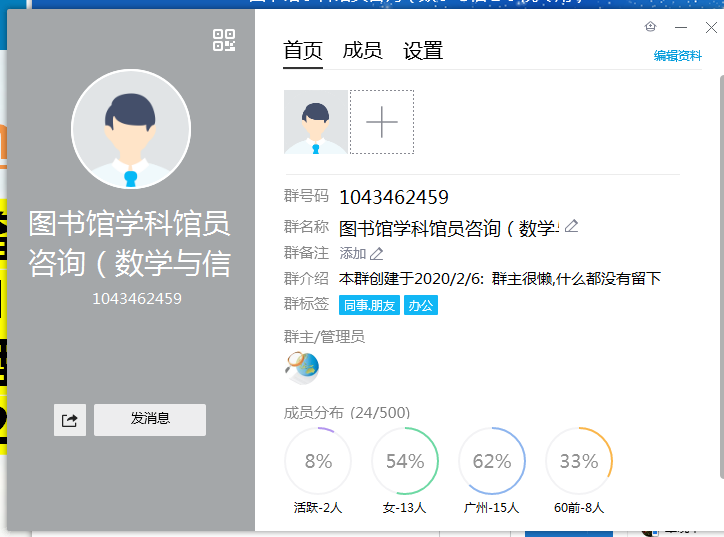 首页 成员 设置
编辑资料
图书馆学科馆员
咨询（数学与信
1043462459
发消息
群号码 1043462459
群名称 图书馆学科馆员咨询（数学
群备注 添加
群介绍 本群创建于2020/2/6: 群主很懒,什么都没有留下
群标签 同事.朋友 办公
群主/管理员
成员分布 (24/500)
8% 54% 62% 33%
活跃-2人 女-13人 广州-15人 60前-8人